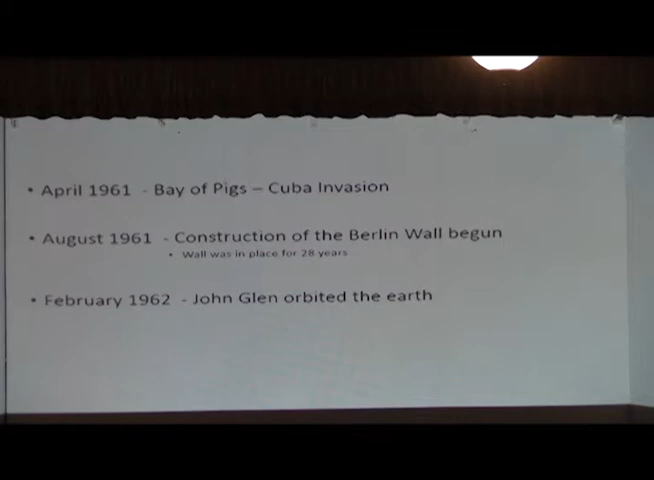 • April 1961 - Bay of Pigs – Cuba Invasion
• August 1961 - Construction of the Berlin Wall begun
• Wall was in place for 28 years
• February 1962 - John Glen orbited the earth